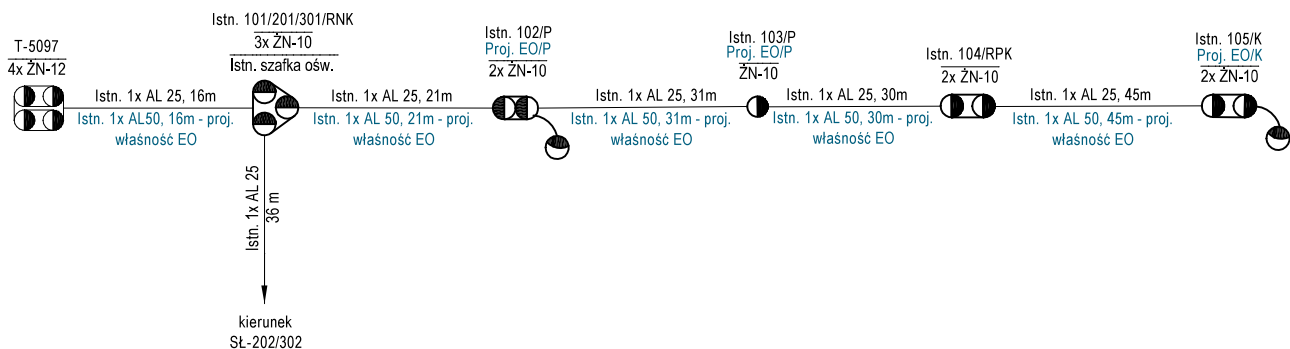 T-5097
4x ŻN-12
Istn. 101/201/301/RNK
3x ŻN-10
Istn. szafka ośw.
Istn. 102/P
Proj. EO/P
2x ŻN-10
Istn. 103/P
Proj. EO/P
ŻN-10
Istn. 104/RPK
2x ŻN-10
Istn. 105/K
Proj. EO/K
2x ŻN-10
Istn. 1x AL 25, 16m
Istn. 1x AL50, 16m - proj.
własność EO
Istn. 1x AL 25, 21m
Istn. 1x AL 50, 21m - proj.
własność EO
Istn. 1x AL 25, 31m
Istn. 1x AL 50, 31m - proj.
własność EO
Istn. 1x AL 25, 30m
Istn. 1x AL 50, 30m - proj.
własność EO
Istn. 1x AL 25, 45m
Istn. 1x AL 50, 45m - proj.
własność EO
Istn. 1x AL 25
36 m
kierunek
SŁ-202/302